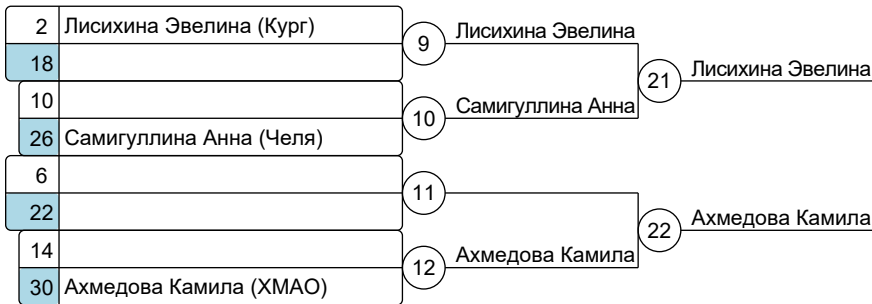 2 Лисихина Эвелина (Кург)
18
9
Лисихина Эвелина
10
26 Самигуллина Анна (Челя)
10
Самигуллина Анна
21
Лисихина Эвелина
6
22
11
14
30 Ахмедова Камила (ХМАО)
12
Ахмедова Камила
22
Ахмедова Камила